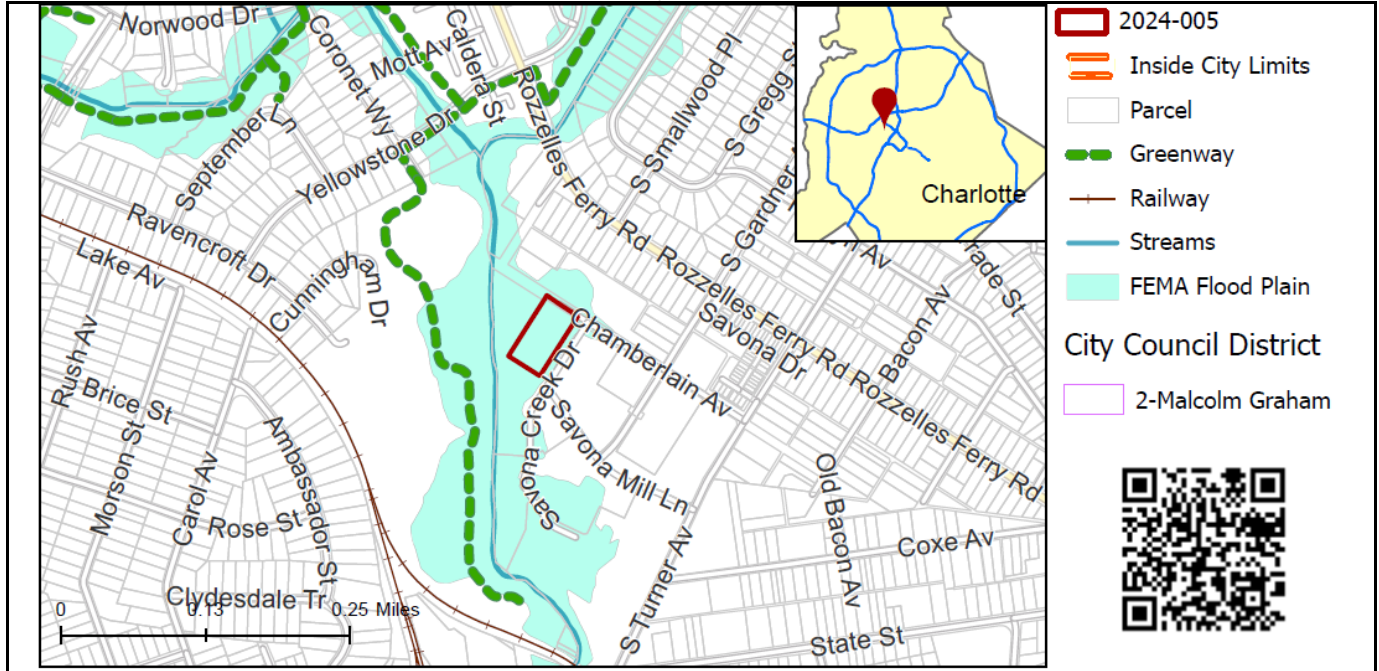 Norwood Dr
Coronet Wy
Mott Av
Caldera St
Rozzelles Ferry Rd
S Smallwood Pl
S Gregg S
September Ln
Yellowstone Dr
S Gardner
Charlotte
Ravencroft Dr
Lake Av
Cunningham Dr
Rozzelles Ferry Rd
rade St
Chamberlain Av
Savona Dr
Bacon Av
Rush Av
Brice St
Savona Creek Dr
Rozzelles Ferry Rd
Morson St
Carol Av
Ambassador St
Savona Mill Ln
Old Bacon Av
Rose St
Coxe Av
Clydesdale Tr
S Turner Av
State St
0 0.13 0.25 Miles
2024-005
Inside City Limits
Parcel
Greenway
Railway
Streams
FEMA Flood Plain
City Council District
2-Malcolm Graham